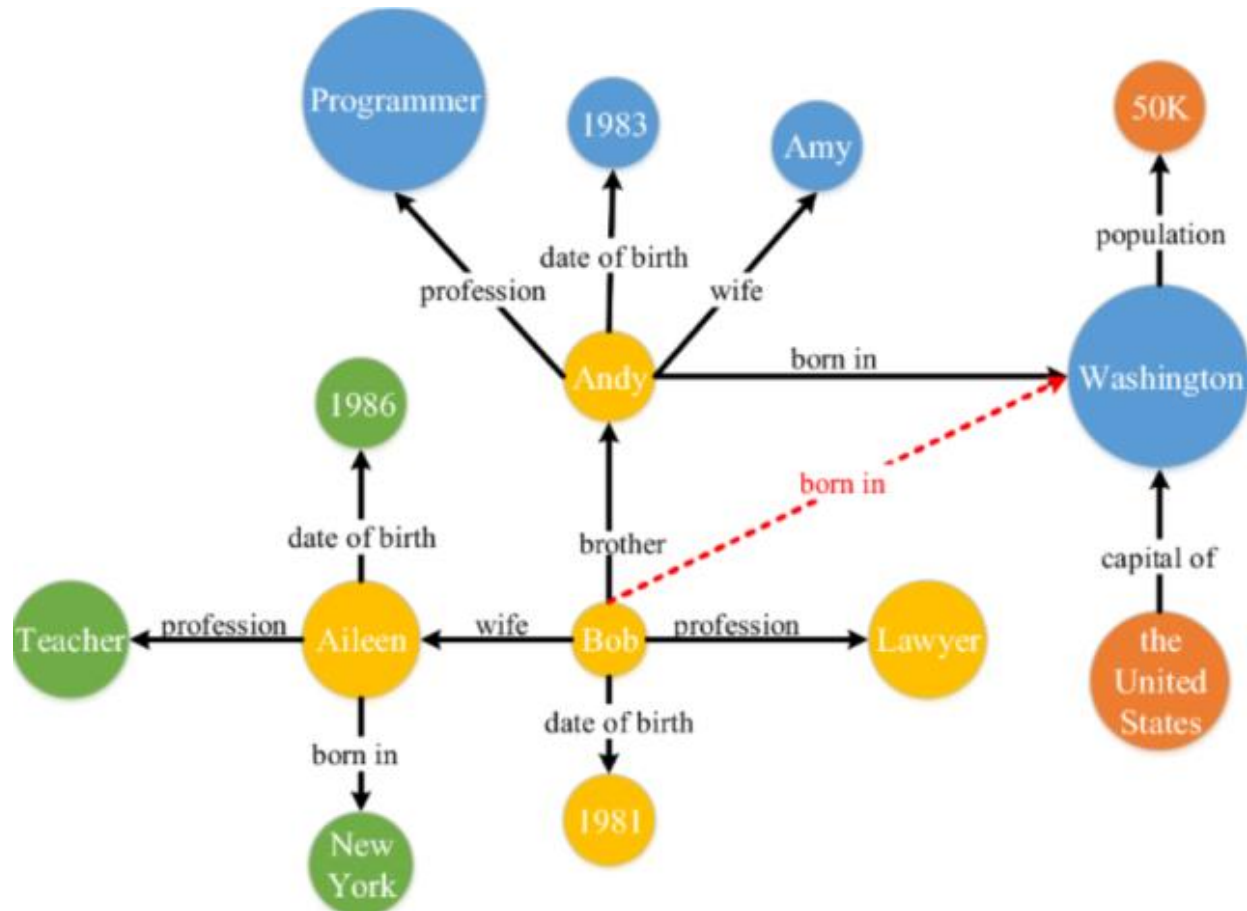 Programmer
1983
Amy
50K
population
date of birth
profession
wife
born in
Andy
Washington
1986
born in
date of birth
brother
capital of
Teacher
profession
Aileen
wife
Bob
profession
Lawyer
the
United
States
born in
date of birth
1981
New
York